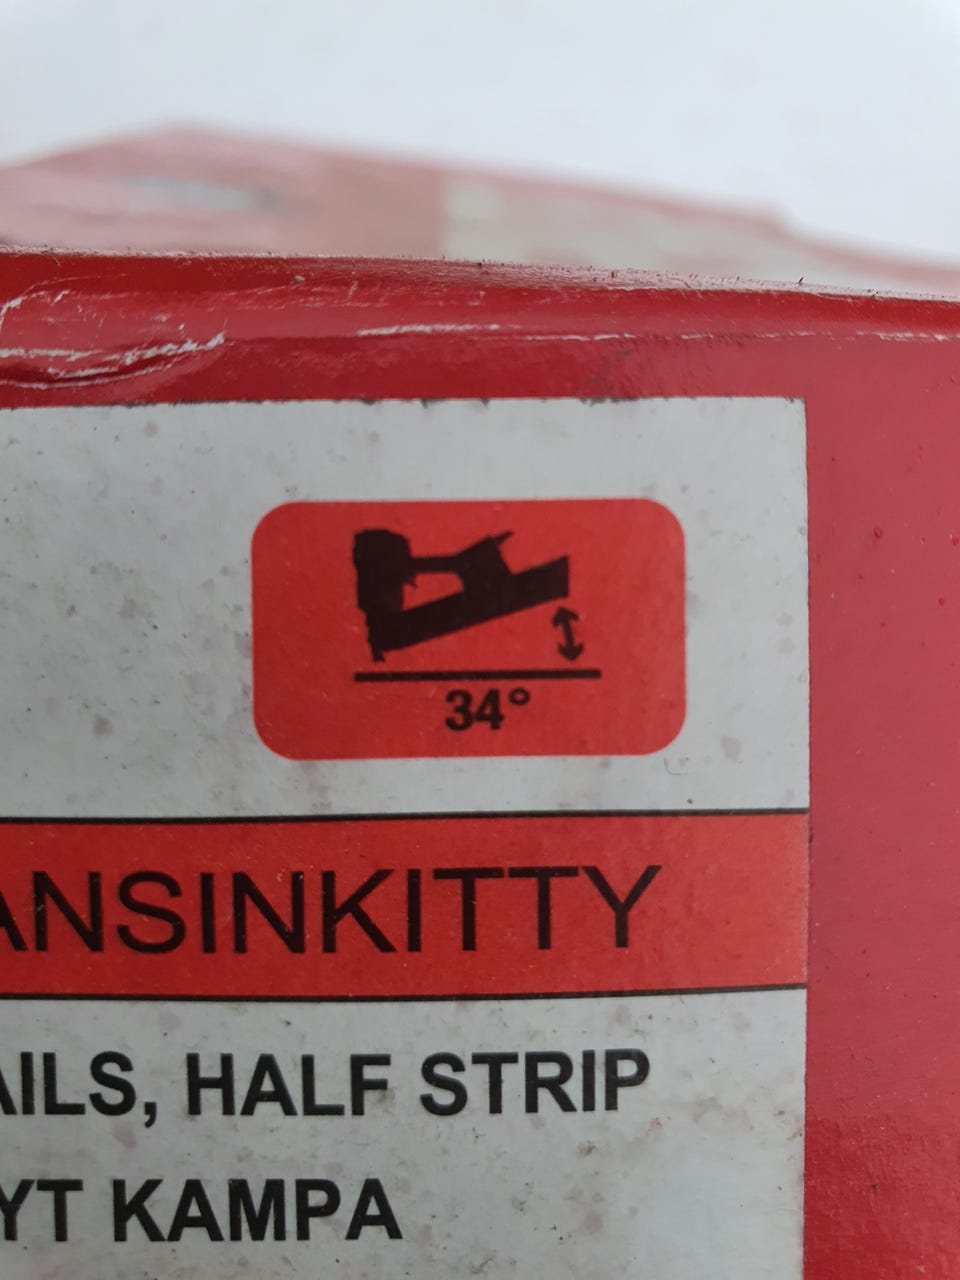 34°
ANSINKITTY
AILS, HALF STRIP
YT KAMPA